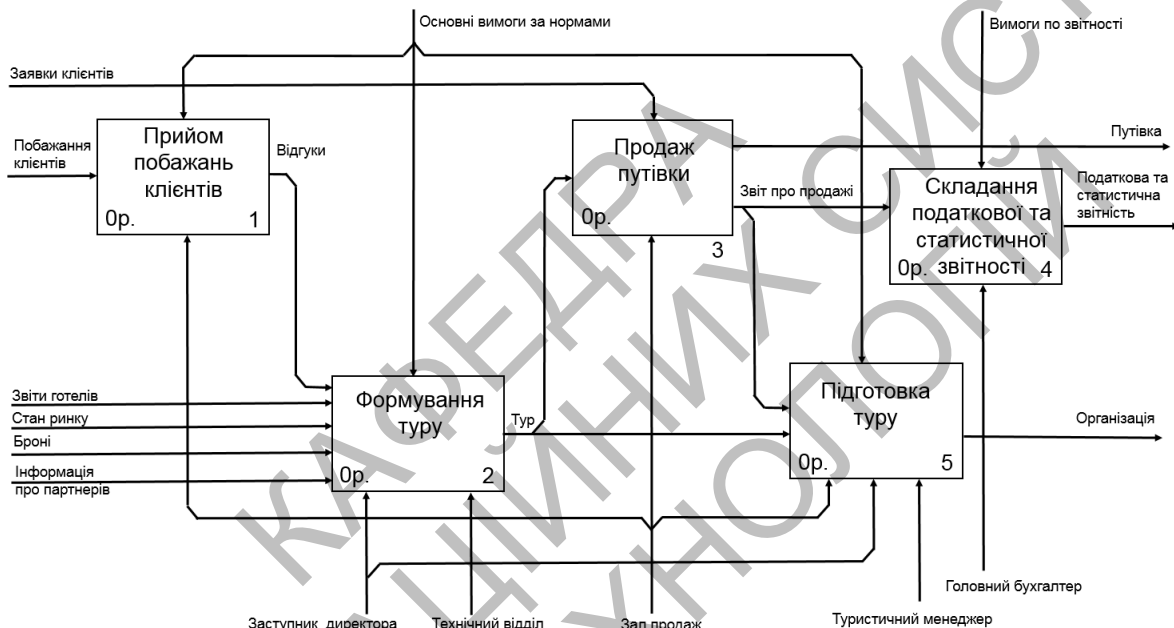 Основні вимоги за нормами
Вимоги по звітності
Заявки клієнтів
Побажання
клієнтів
Прийом
побажань
клієнтів
0р.
1
Відгуки
Продаж
путівки
0р.
3
Путівка
Звіт про продажі
Складання
податкової та
статистичної
звітності
0р.
4
Податкова та
статистична
звітність
Звіти готелів
Стан ринку
Броні
Інформація
про партнерів
Формування
туру
0р.
2
Тур
Підготовка
туру
0р.
5
Організація
Головний бухгалтер
Заступник директора
Технічний відділ
Зал продаж
Туристичний менеджер
КАФЕДРА